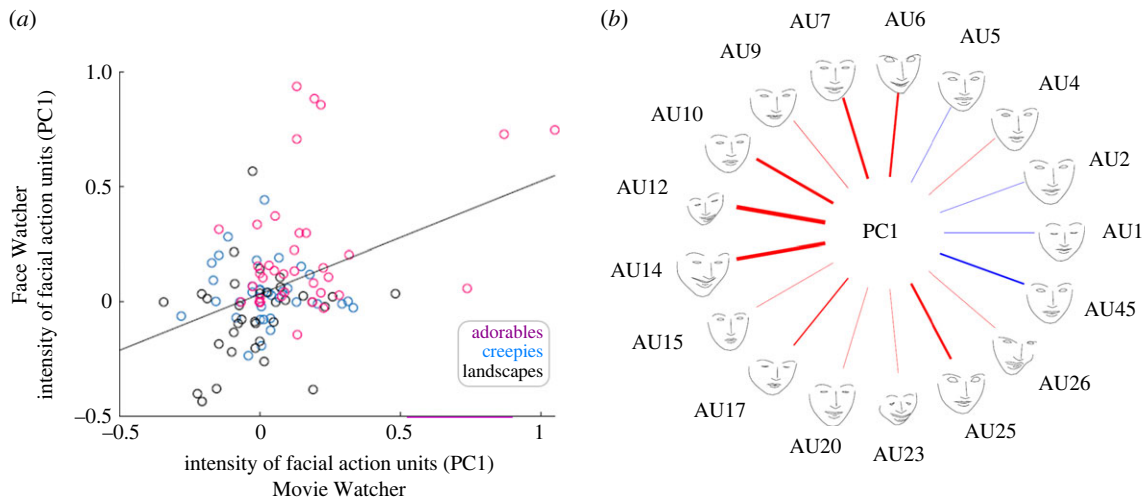 (a)
Face Watcher
intensity of facial action units (PC1)
1.0
0.5
0
–0.5
–0.5
0
0.5
1
adorables
creepies
landscapes
intensity of facial action units (PC1)
Movie Watcher
(b)
AU7
AU6
AU5
AU9
AU4
AU10
AU2
AU12
PC1
AU1
AU14
AU45
AU15
AU26
AU17
AU25
AU20
AU23